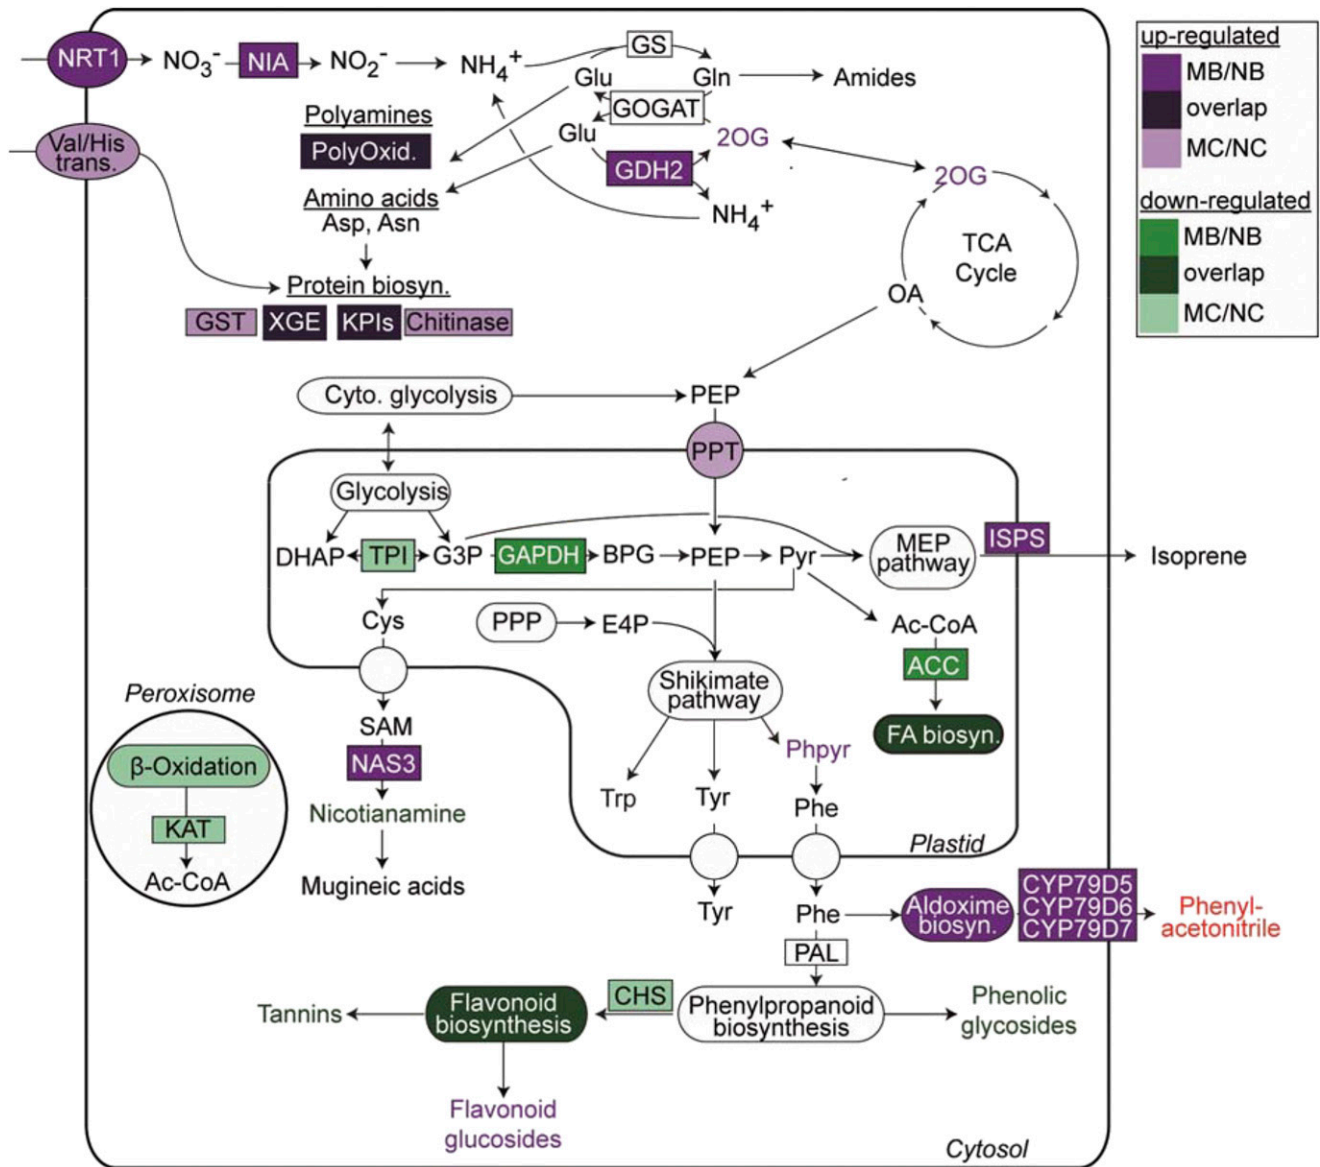 NRT1
NO3-
NIA
NO2-
NH4+
GS
Glu
Gln
Amides
GOGAT
Glu
2OG
GDH2
NH4+
Polyamines
PolyOxid.
Val/His
trans.
Amino acids
Asp, Asn
Protein biosyn.
GST
XGE
KPIs
Chitinase
2OG
TCA
Cycle
OA
up-regulated
MB/NB
overlap
MC/NC
down-regulated
MB/NB
overlap
MC/NC
Cyto. glycolysis
PEP
PPT
Glycolysis
DHAP
TPI
G3P
GAPDH
BPG
PEP
Pyr
MEP
pathway
ISPS
Isoprene
Cys
PPP
E4P
Ac-CoA
ACC
FA biosyn.
Shikimate
pathway
Phpyr
Trp
Tyr
Phe
Plastid
SAM
NAS3
Nicotianamine
Mugineic acids
Peroxisome
β-Oxidation
KAT
Ac-CoA
Tyr
Phe
Aldoxime
biosyn.
CYP79D5
CYP79D6
CYP79D7
Phenyl-
acetonitrile
PAL
Phenylpropanoid
biosynthesis
CHS
Flavonoid
biosynthesis
Tannins
Phenolic
glycosides
Flavonoid
glucosides
Cytosol